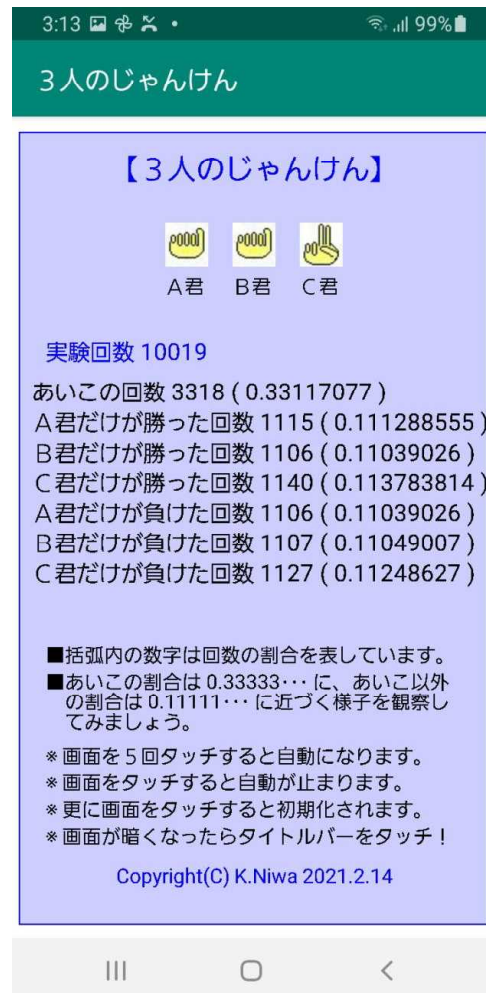 3:13 99%
３人のじゃんけん
【３人のじゃんけん】
Ａ君 Ｂ君 Ｃ君
実験回数 10019
あいこの回数 3318 ( 0.33117077 )
Ａ君だけが勝った回数 1115 ( 0.111288555 )
Ｂ君だけが勝った回数 1106 ( 0.11039026 )
Ｃ君だけが勝った回数 1140 ( 0.113783814 )
Ａ君だけが負けた回数 1106 ( 0.11039026 )
Ｂ君だけが負けた回数 1107 ( 0.11049007 )
Ｃ君だけが負けた回数 1127 ( 0.11248627 )
■括弧内の数字は回数の割合を表しています。
■あいこの割合は 0.33333･･･ に、あいこ以外
の割合は 0.11111･･･ に近づく様子を観察し
てみましょう。
※画面を５回タッチすると自動になります。
※画面をタッチすると自動が止まります。
※更に画面をタッチすると初期化されます。
※画面が暗くなったらタイトルバーをタッチ！
Copyright(C) K.Niwa 2021.2.14